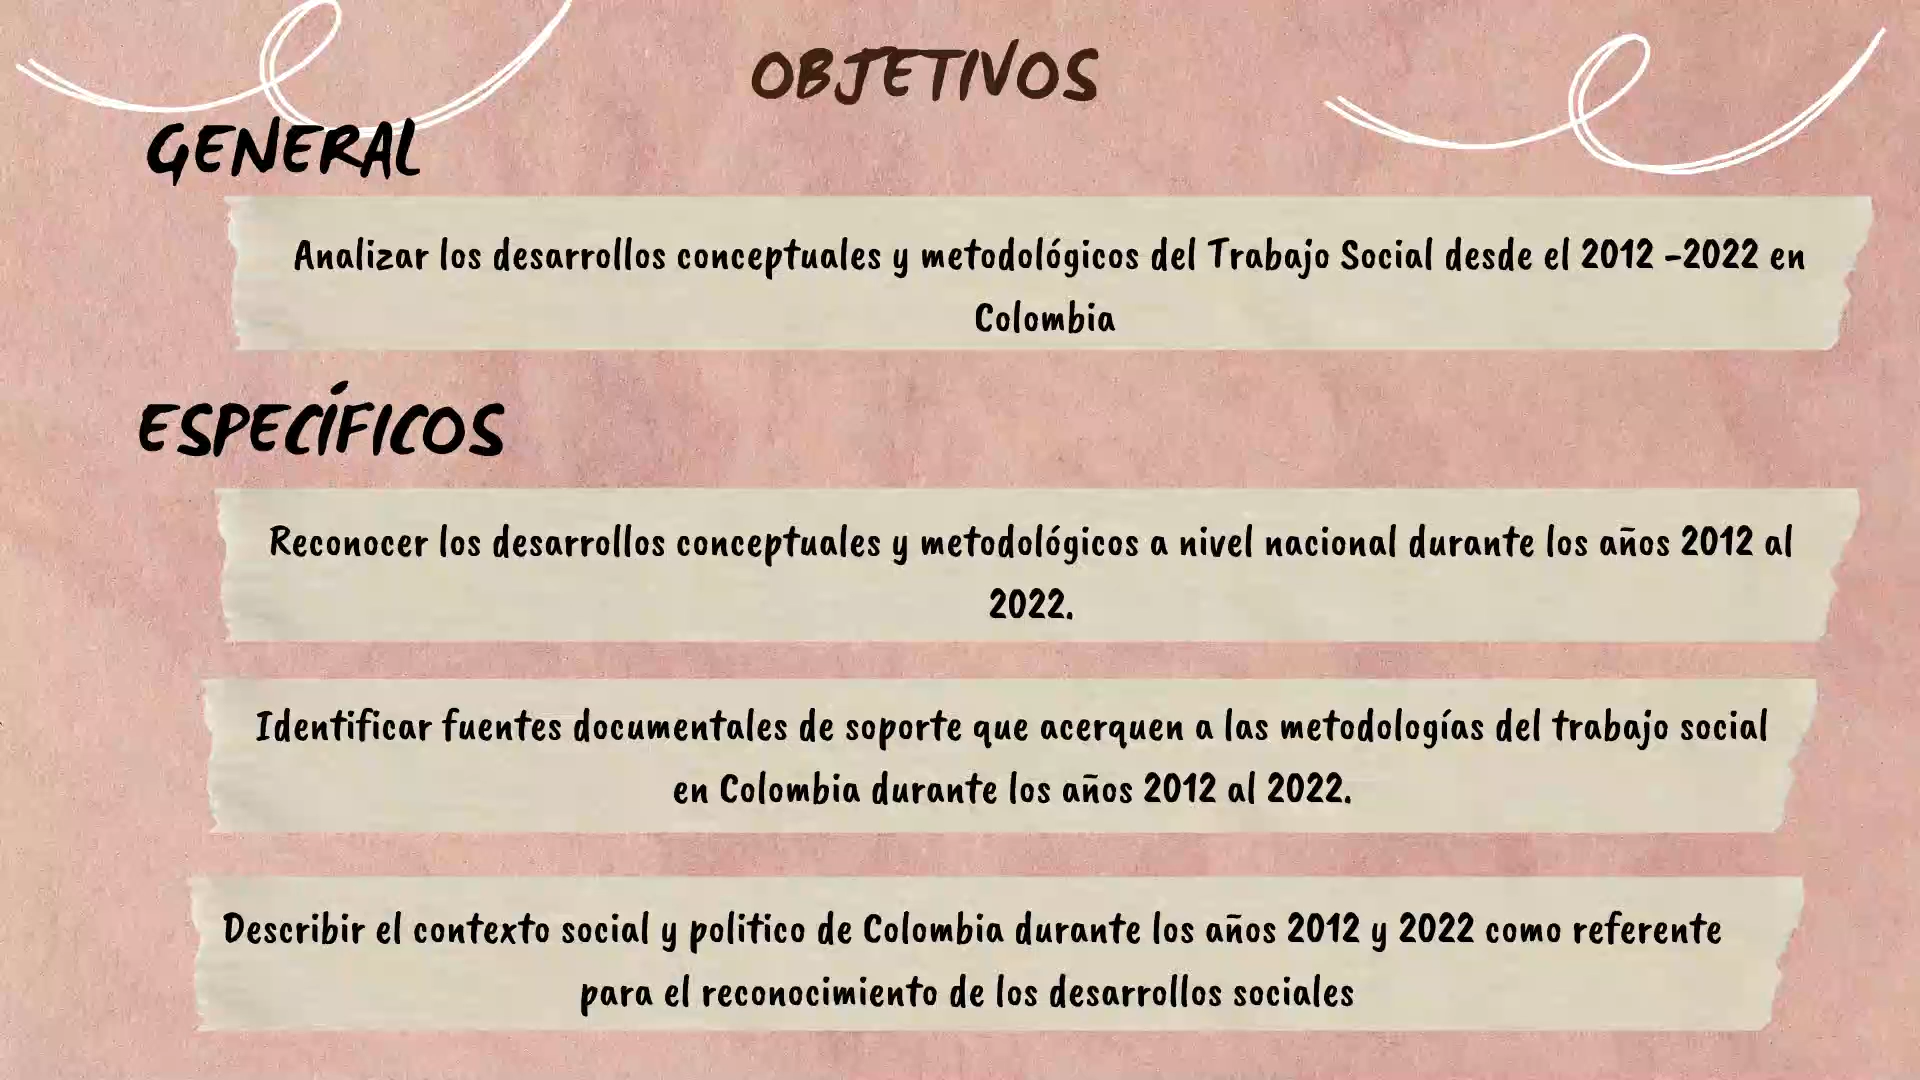 OBJETIVOS
GENERAL
Analizar los desarrollos conceptuales y metodológicos del Trabajo Social desde el 2012 -2022 en
Colombia
ESPECÍFICOS
Reconocer los desarrollos conceptuales y metodológicos a nivel nacional durante los años 2012 al
2022.
Identificar fuentes documentales de soporte que acerquen a las metodologías del trabajo social
en Colombia durante los años 2012 al 2022.
Describir el contexto social y politico de Colombia durante los años 2012 y 2022 como referente
para el reconocimiento de los desarrollos sociales